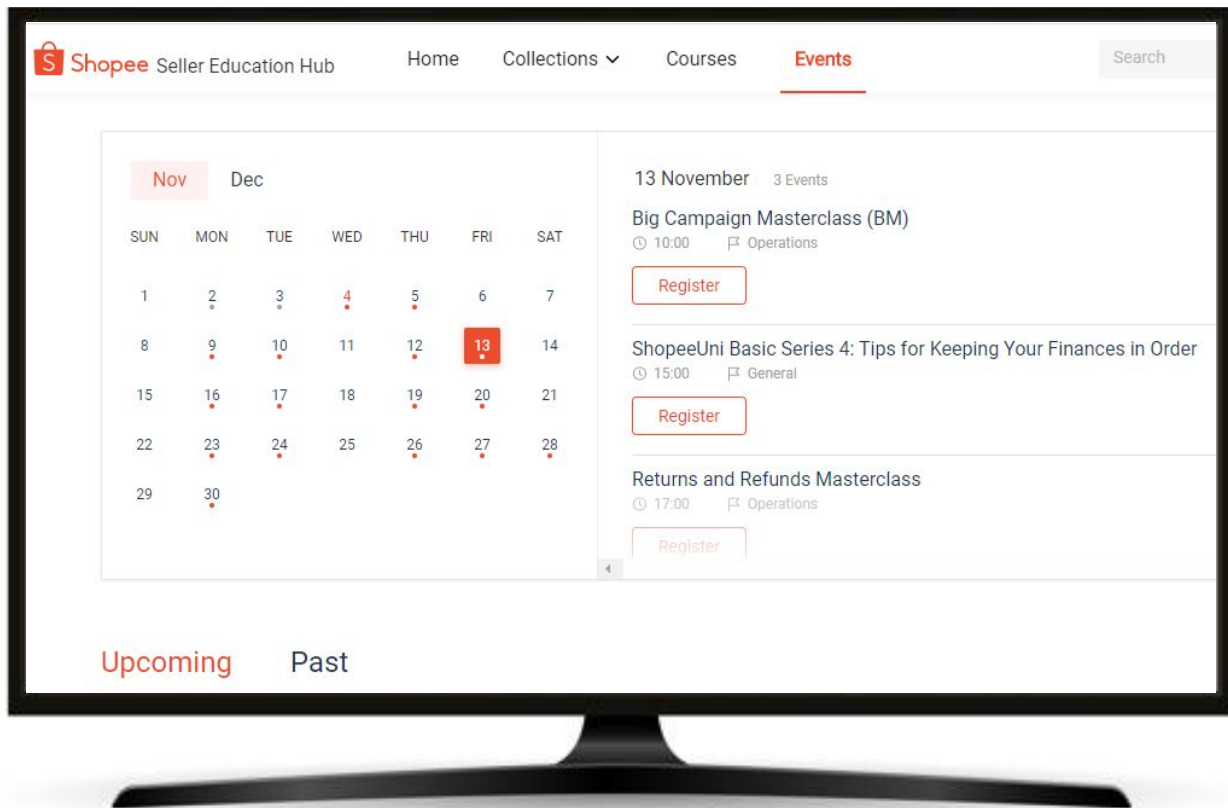 Shopee Seller Education Hub Home Collections Courses Events Search
Nov Dec
SUN MON TUE WED THU FRI SAT
1 2 3 4 5 6 7
8 9 10 11 12 13 14
15 16 17 18 19 20 21
22 23 24 25 26 27 28
29 30
13 November 3 Events
Big Campaign Masterclass (BM)
10:00 Operations
Register
ShopeeUni Basic Series 4: Tips for Keeping Your Finances in Order
15:00 General
Register
Returns and Refunds Masterclass
17:00 Operations
Register
Upcoming Past